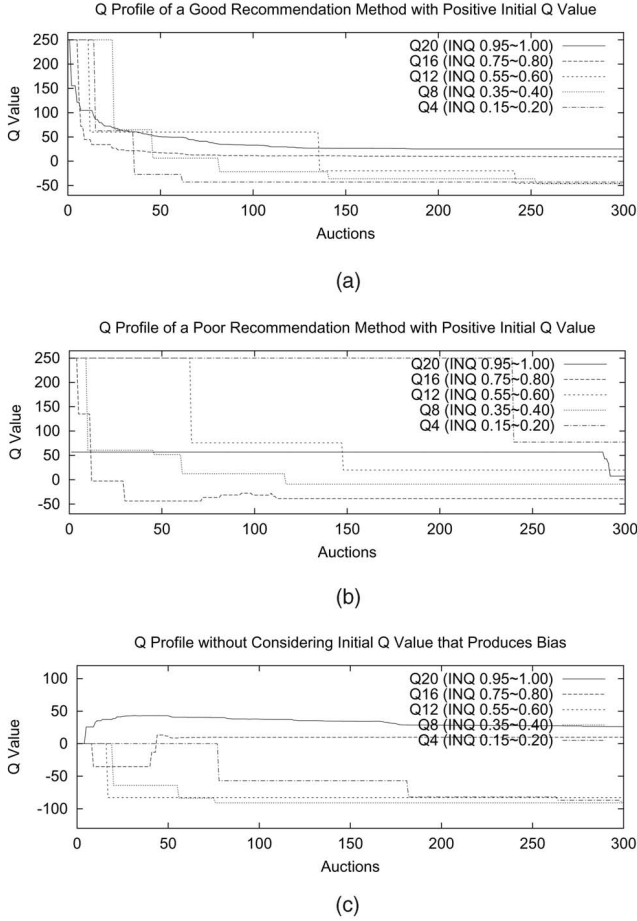 Q Profile of a Good Recommendation Method with Positive Initial Q Value
250
200
150
100
50
0
-50
Q Value
Q20 (INQ 0.95~1.00)
Q16 (INQ 0.75~0.80)
Q12 (INQ 0.55~0.60)
Q8 (INQ 0.35~0.40)
Q4 (INQ 0.15~0.20)
0 50 100 150 200 250 300
Auctions
(a)
Q Profile of a Poor Recommendation Method with Positive Initial Q Value
250
200
150
100
50
0
-50
Q Value
Q20 (INQ 0.95~1.00)
Q16 (INQ 0.75~0.80)
Q12 (INQ 0.55~0.60)
Q8 (INQ 0.35~0.40)
Q4 (INQ 0.15~0.20)
0 50 100 150 200 250 300
Auctions
(b)
Q Profile without Considering Initial Q Value that Produces Bias
100
50
0
-50
-100
Q Value
Q20 (INQ 0.95~1.00)
Q16 (INQ 0.75~0.80)
Q12 (INQ 0.55~0.60)
Q8 (INQ 0.35~0.40)
Q4 (INQ 0.15~0.20)
0 50 100 150 200 250 300
Auctions
(c)